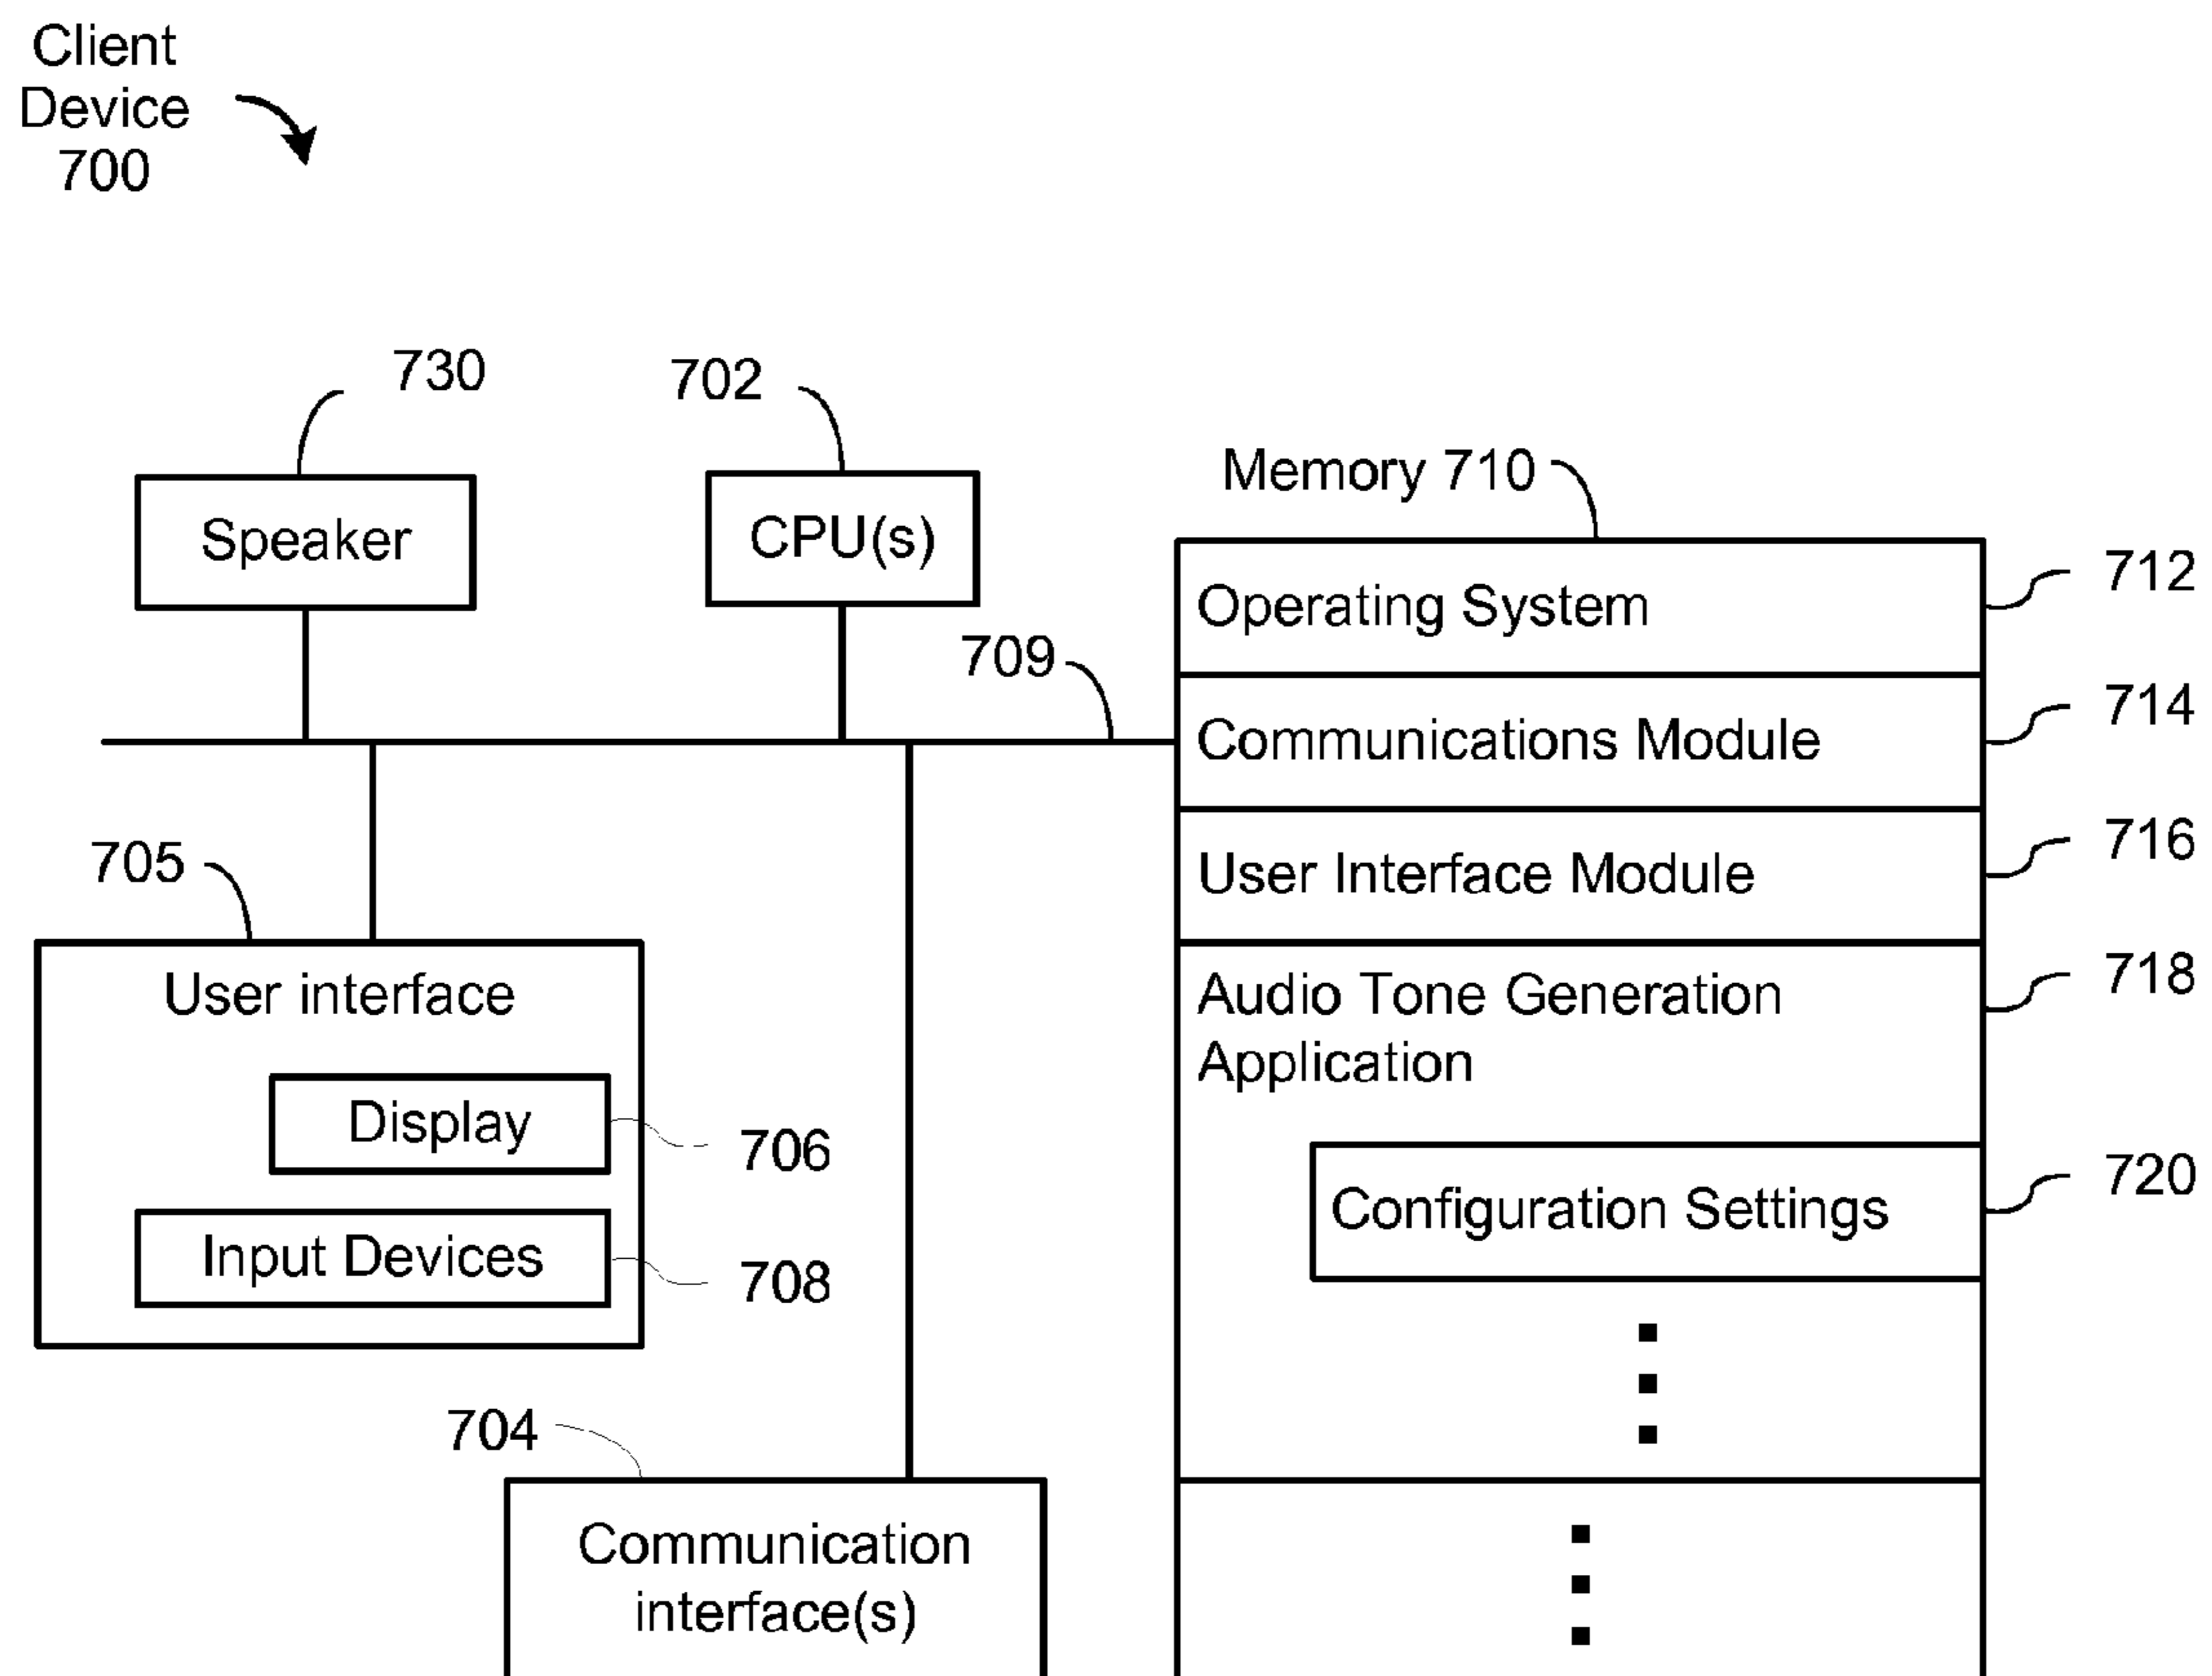 Client
Device
700
730
702
Memory 710
Speaker
CPU(s)
Operating System
712
709
Communications Module
714
User Interface Module
716
705
User interface
Audio Tone Generation
Application
718
Display
706
Configuration Settings
720
Input Devices
708
704
Communication
interface(s)